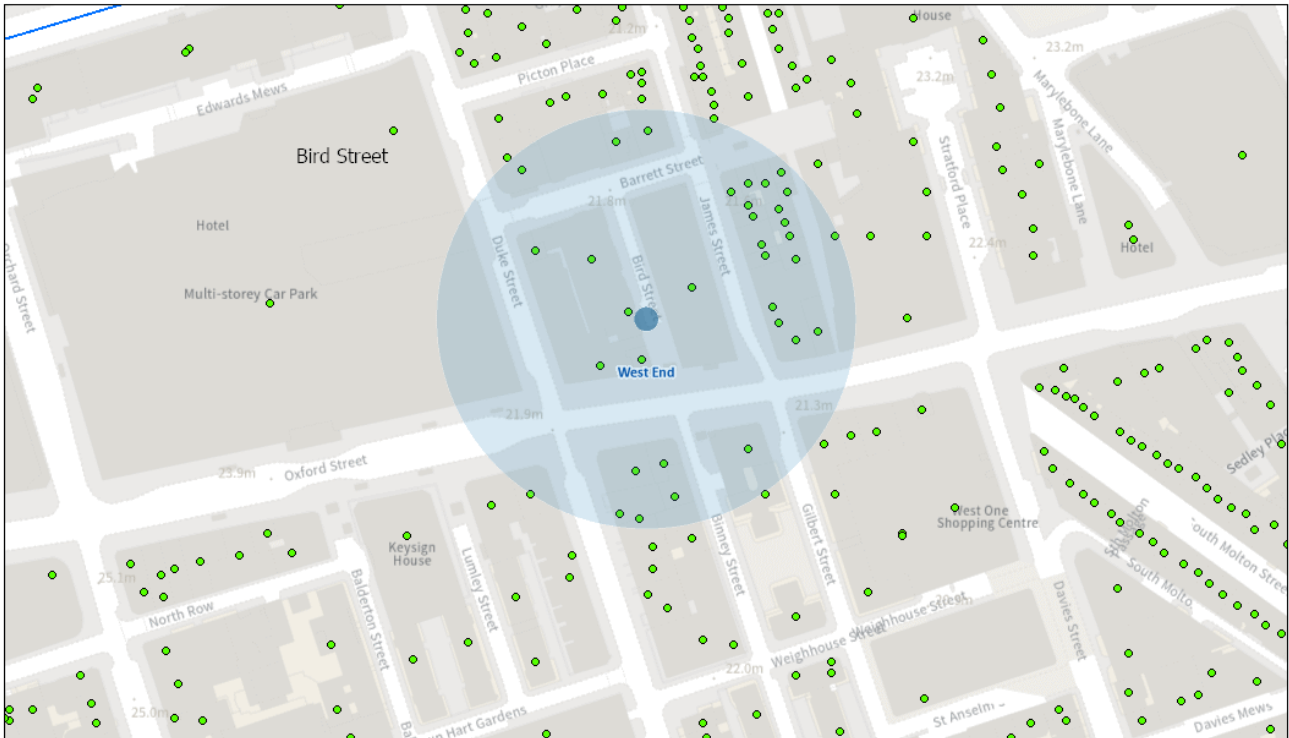 House
21.2m
23.2m
Picton Place
23.2m
Edwards Mews
Marylebone Lane
Bird Street
Marylebone Lane
Stratford Place
Barrett Street
21.8m
Hotel
James Street
22.4m
Hotel
Duke Street
Bird Street
Orchard Street
Multi-storey Car Park
West End
21.3m
21.9m
Oxford Street
23.9m
Sedley Place
West One
Shopping Centre
Keysign
House
Binney Street
Gilbert Street
South Molton
Lumley Street
25.1m
Balderton Street
Davies Street
North Row
Weighhouse Street
Weighhouse Street
22.0m
25.0m
Hart Gardens
St Anselm
Davies Mews